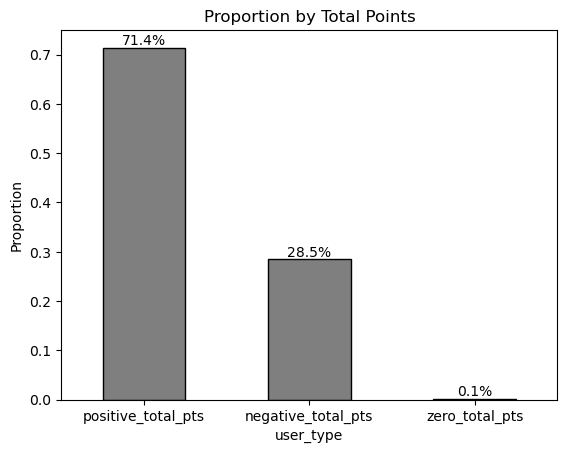 Proportion by Total Points
Proportion
0.7
0.6
0.5
0.4
0.3
0.2
0.1
0.0
71.4%
28.5%
0.1%
positive_total_pts
negative_total_pts
zero_total_pts
user_type